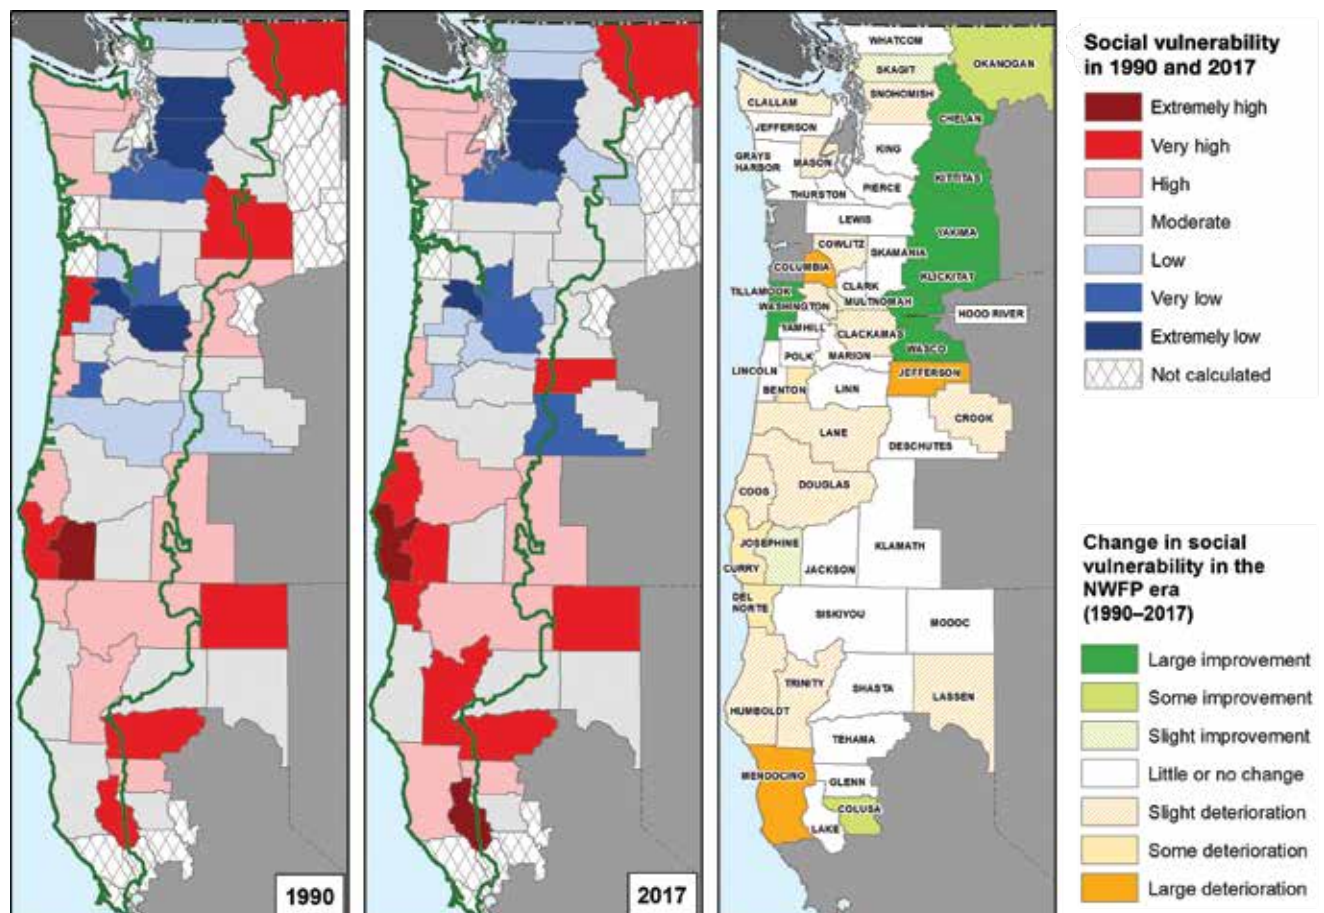 1990
2017
WHATCOM
OKANOGAN
SKAGIT
SNOHOMISH
CLALLAM
CHELAN
JEFFERSON
KING
GRAYS
HARBOR
MASON
KITTITAS
PIERCE
THURSTON
LEWIS
YAKIMA
COWLITZ
SKAMANIA
COLUMBIA
KLICKITAT
CLARK
TILLAMOOK
MULTNOMAH
WASHINGTON
HOOD RIVER
YAMHILL
CLACKAMAS
WASCO
POLK
MARION
LINCOLN
JEFFERSON
BENTON
LINN
CROOK
LANE
DESCHUTES
DOUGLAS
COOS
JOSEPHINE
KLAMATH
CURRY
JACKSON
DEL
NORTE
SISKIYOU
MODOC
TRINITY
SHASTA
LASSEN
HUMBOLDT
TEHAMA
MENDOCINO
GLENN
COLUSA
LAKE
Social vulnerability
in 1990 and 2017
Extremely high
Very high
High
Moderate
Low
Very low
Extremely low
Not calculated
Change in social
vulnerability in the
NWFP era
(1990–2017)
Large improvement
Some improvement
Slight improvement
Little or no change
Slight deterioration
Some deterioration
Large deterioration